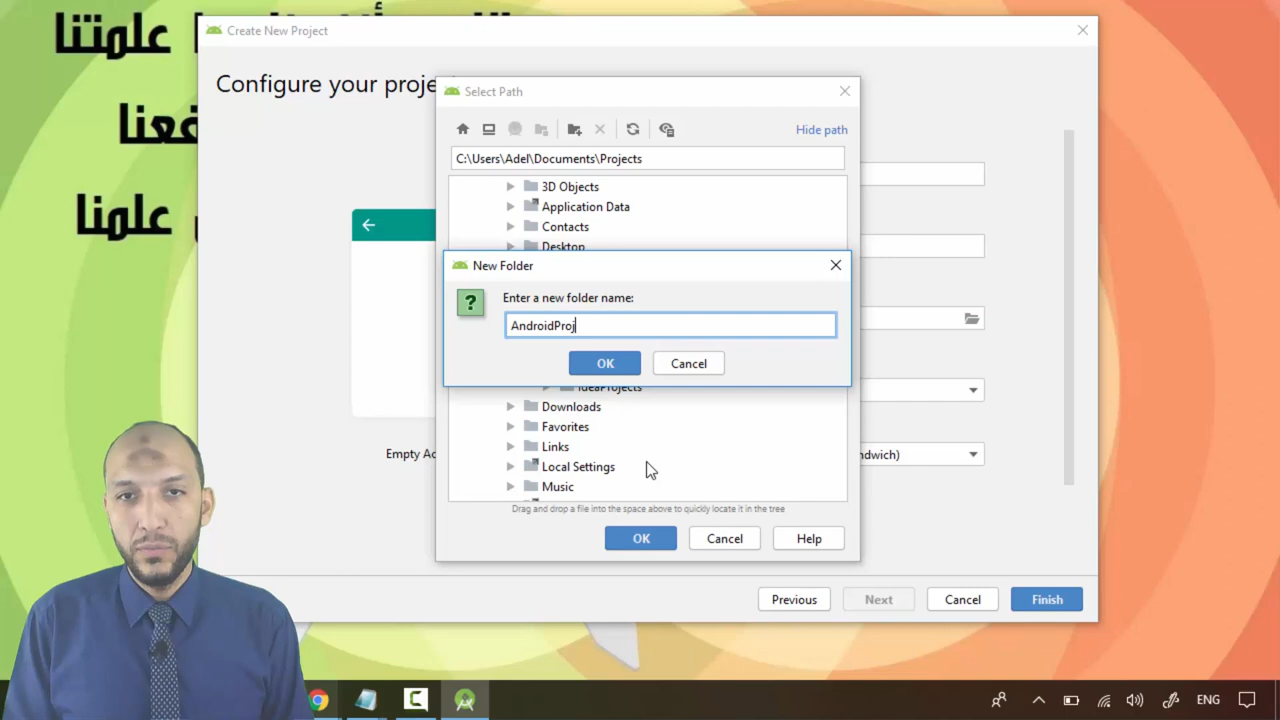 علمتنا
Create New Project
Configure your proje
Select Path
Hide path
C:\Users\Adel\Documents\Projects
3D Objects
Application Data
Contacts
Desktop
علمتنا
New Folder
Enter a new folder name:
AndroidProj
OK
Cancel
IdeaProjects
Downloads
Favorites
Links
Local Settings
Music
Empty Ac
ndwich)
Drag and drop a file into the space above to quickly locate it in the tree
OK
Cancel
Help
Previous
Next
Cancel
Finish
ENG